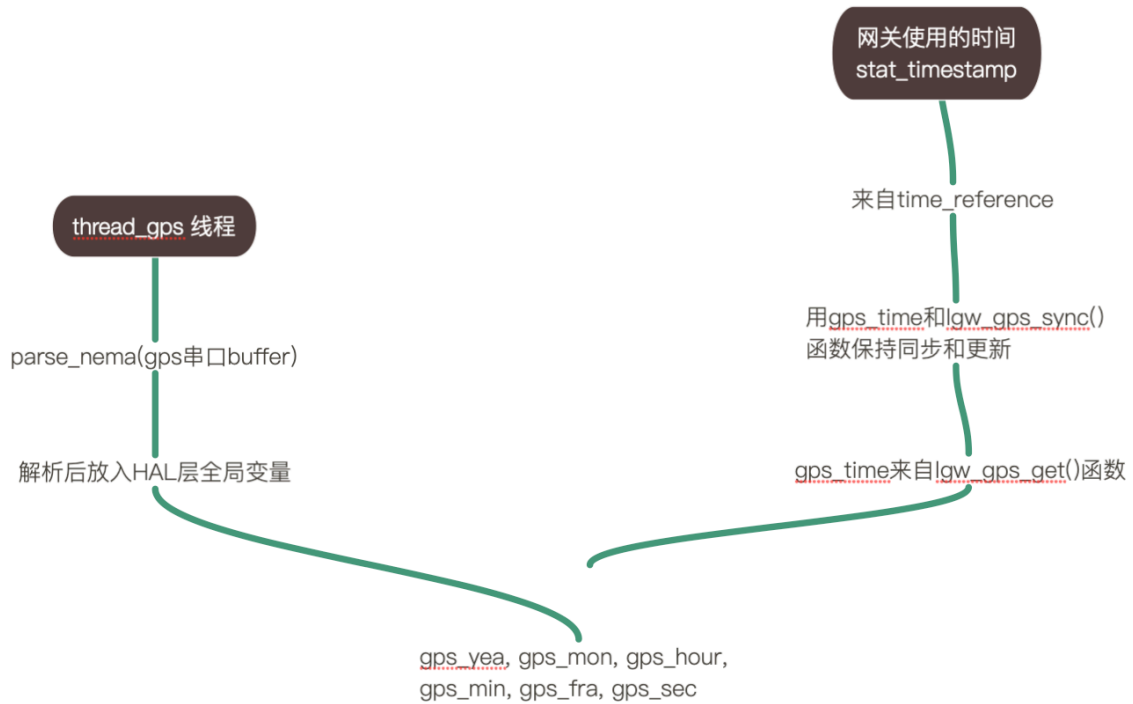 网关使用的时间
stat_timestamp
来自time_reference
thread_gps 线程
用gps_time和lgw_gps_sync()
函数保持同步和更新
parse_nema(gps串口buffer)
解析后放入HAL层全局变量
gps_time来自lgw_gps_get()函数
gps_yea, gps_mon, gps_hour,
gps_min, gps_fra, gps_sec